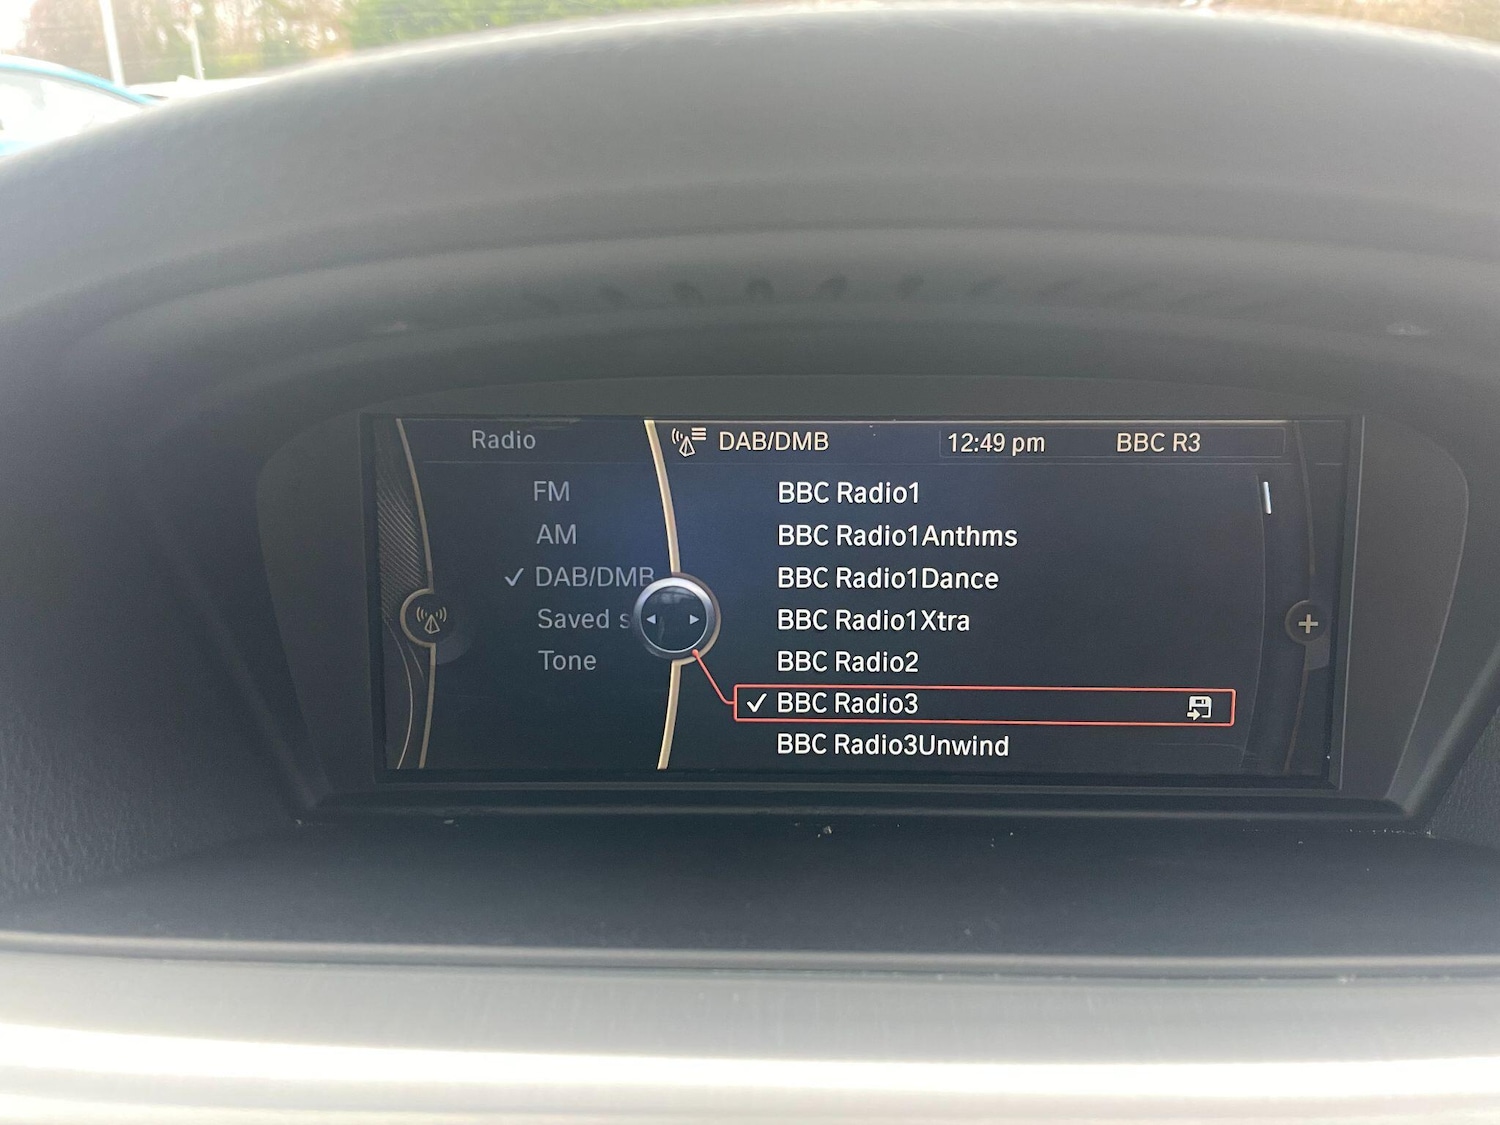 Radio
FM
AM
DAB/DMB
Saved s
Tone
DAB/DMB 12:49 pm BBC R3
BBC Radio1
BBC Radio1Anthms
BBC Radio1Dance
BBC Radio1Xtra
BBC Radio2
BBC Radio3
BBC Radio3Unwind